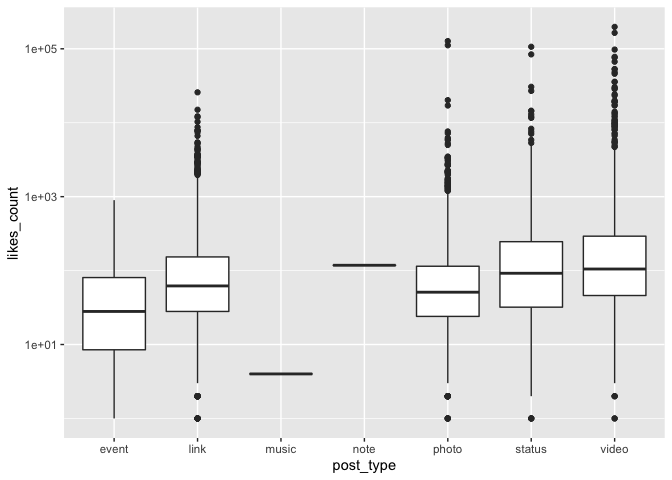 likes_count
1e+05
1e+03
1e+01
event link music note photo status video
post_type